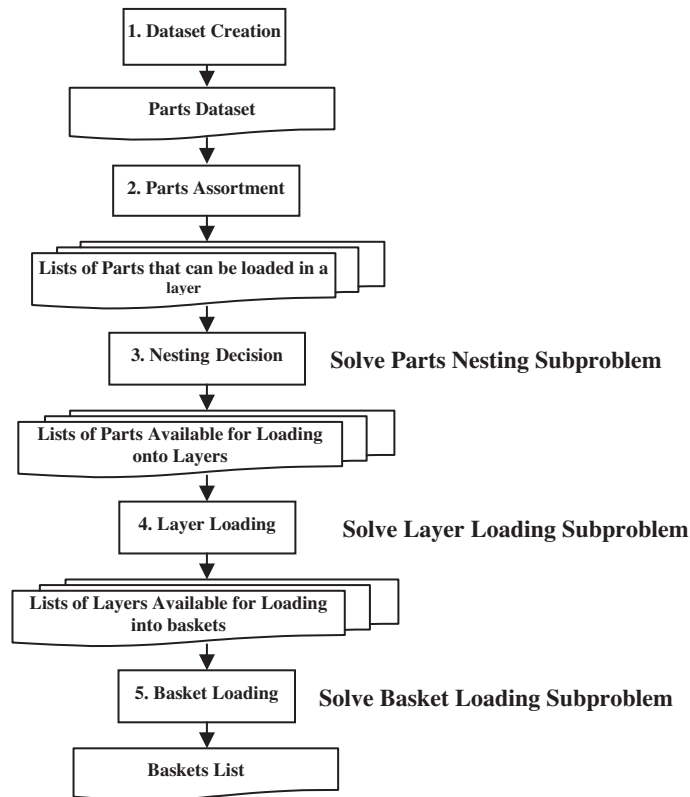 1. Dataset Creation
Parts Dataset
2. Parts Assortment
Lists of Parts that can be loaded in a
layer
3. Nesting Decision
Solve Parts Nesting Subproblem
Lists of Parts Available for Loading
onto Layers
4. Layer Loading
Solve Layer Loading Subproblem
Lists of Layers Available for Loading
into baskets
5. Basket Loading
Solve Basket Loading Subproblem
Baskets List